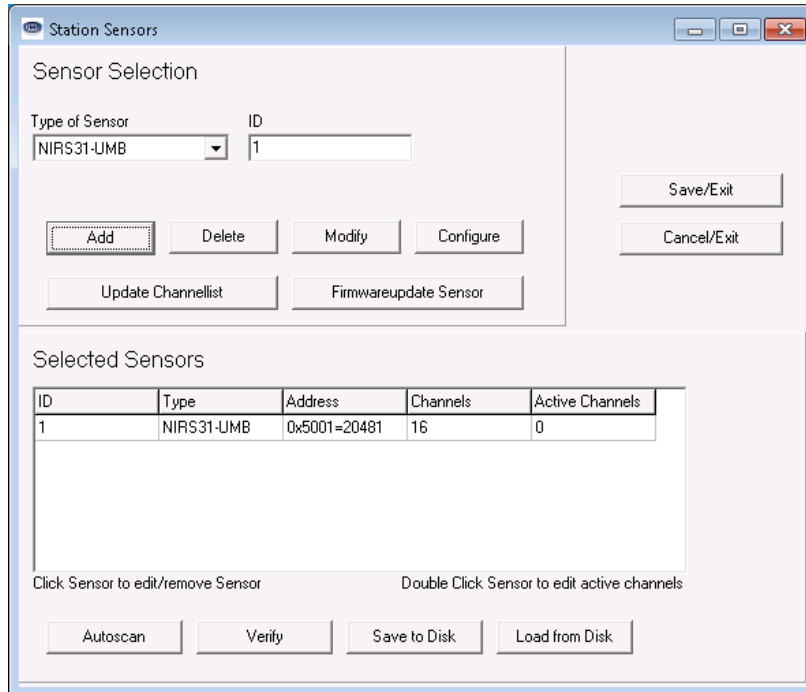 Station Sensors
Sensor Selection
Type of Sensor ID
NIRS31-UMB 1
Save/Exit
Add Delete Modify Configure Cancel/Exit
Update Channellist Firmwareupdate Sensor
Selected Sensors
ID Type Address Channels Active Channels
1 NIRS31-UMB 0x5001=20481 16 0
Click Sensor to edit/remove Sensor Double Click Sensor to edit active channels
Autoscan Verify Save to Disk Load from Disk